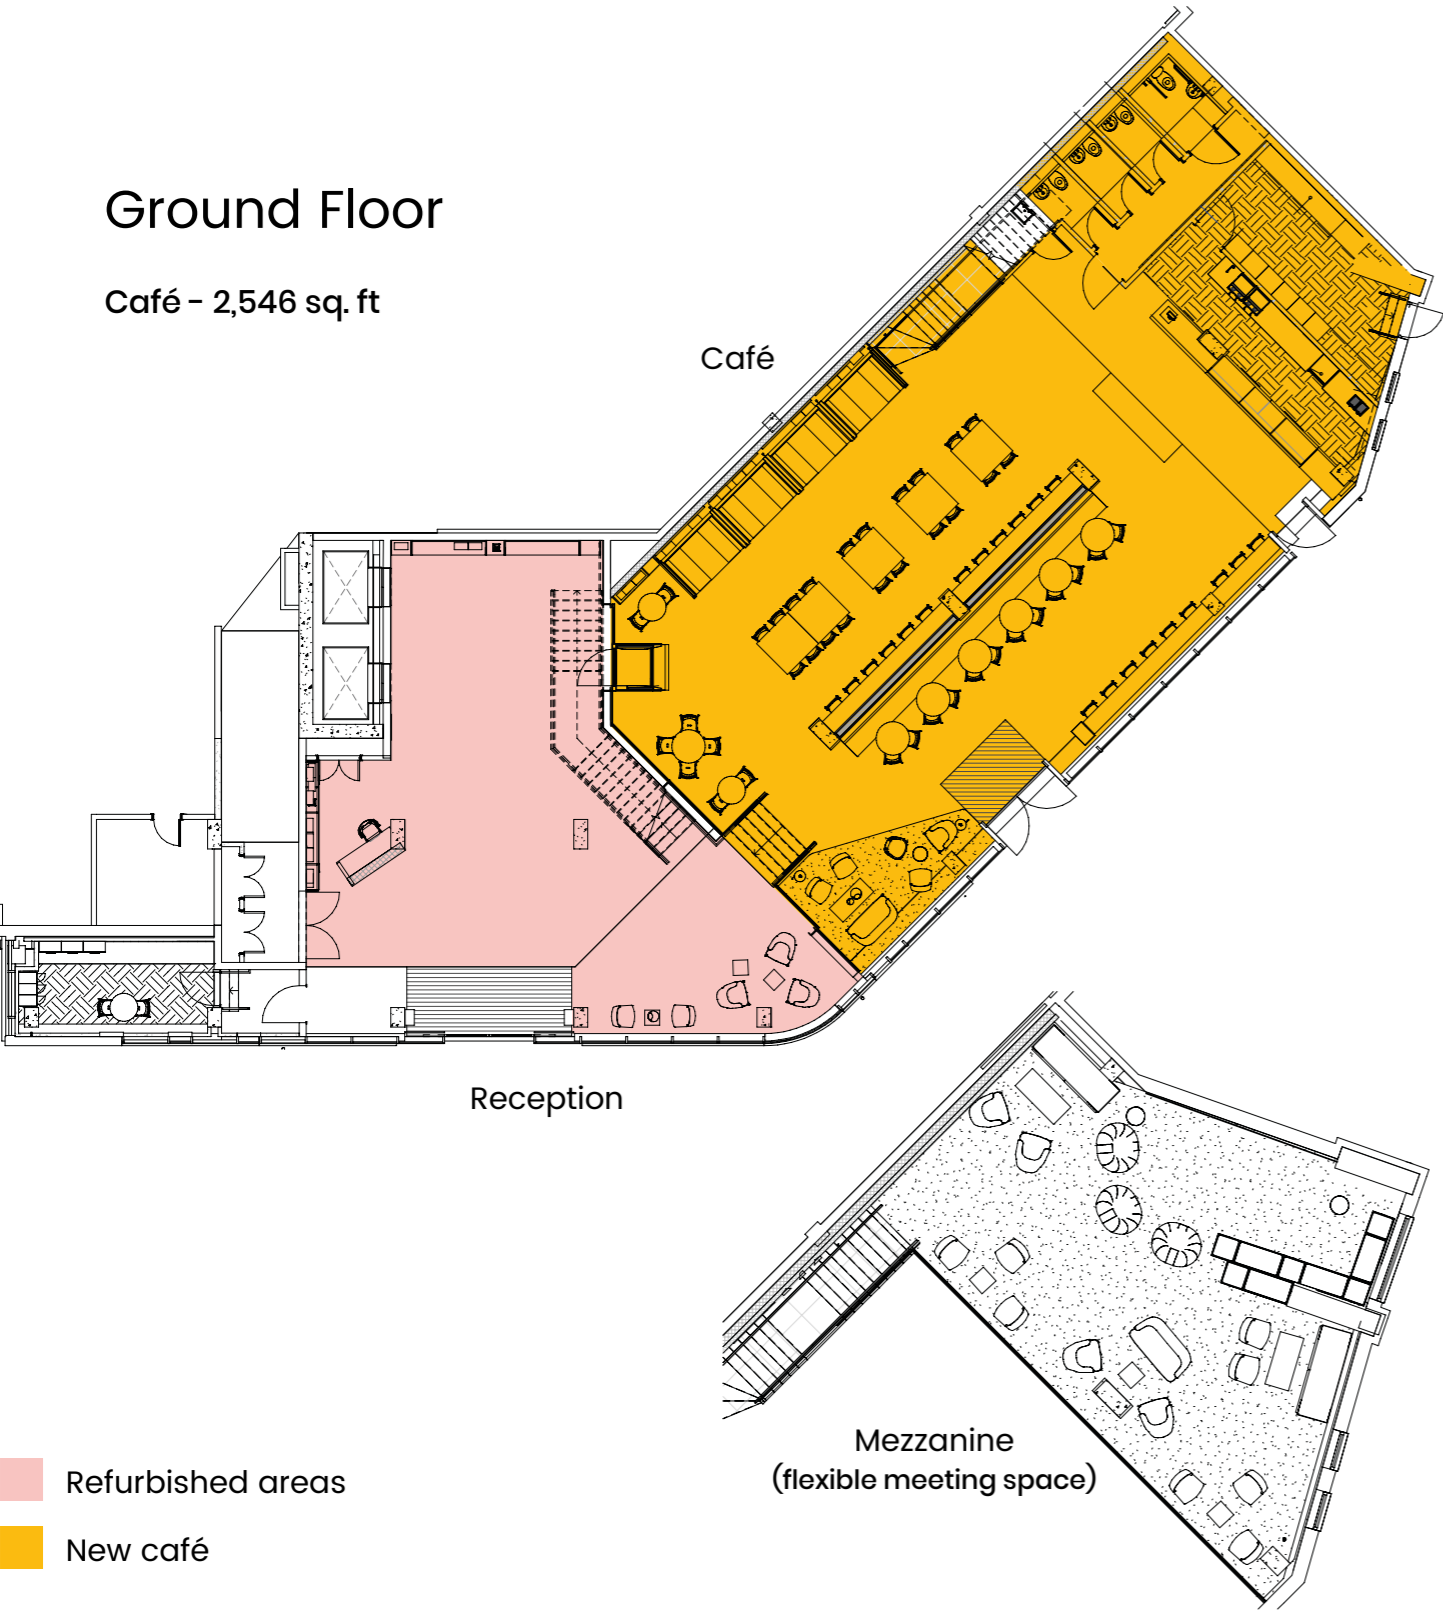 Ground Floor
Café - 2,546 sq. ft
Café
Reception
Mezzanine
(flexible meeting space)
Refurbished areas
New café